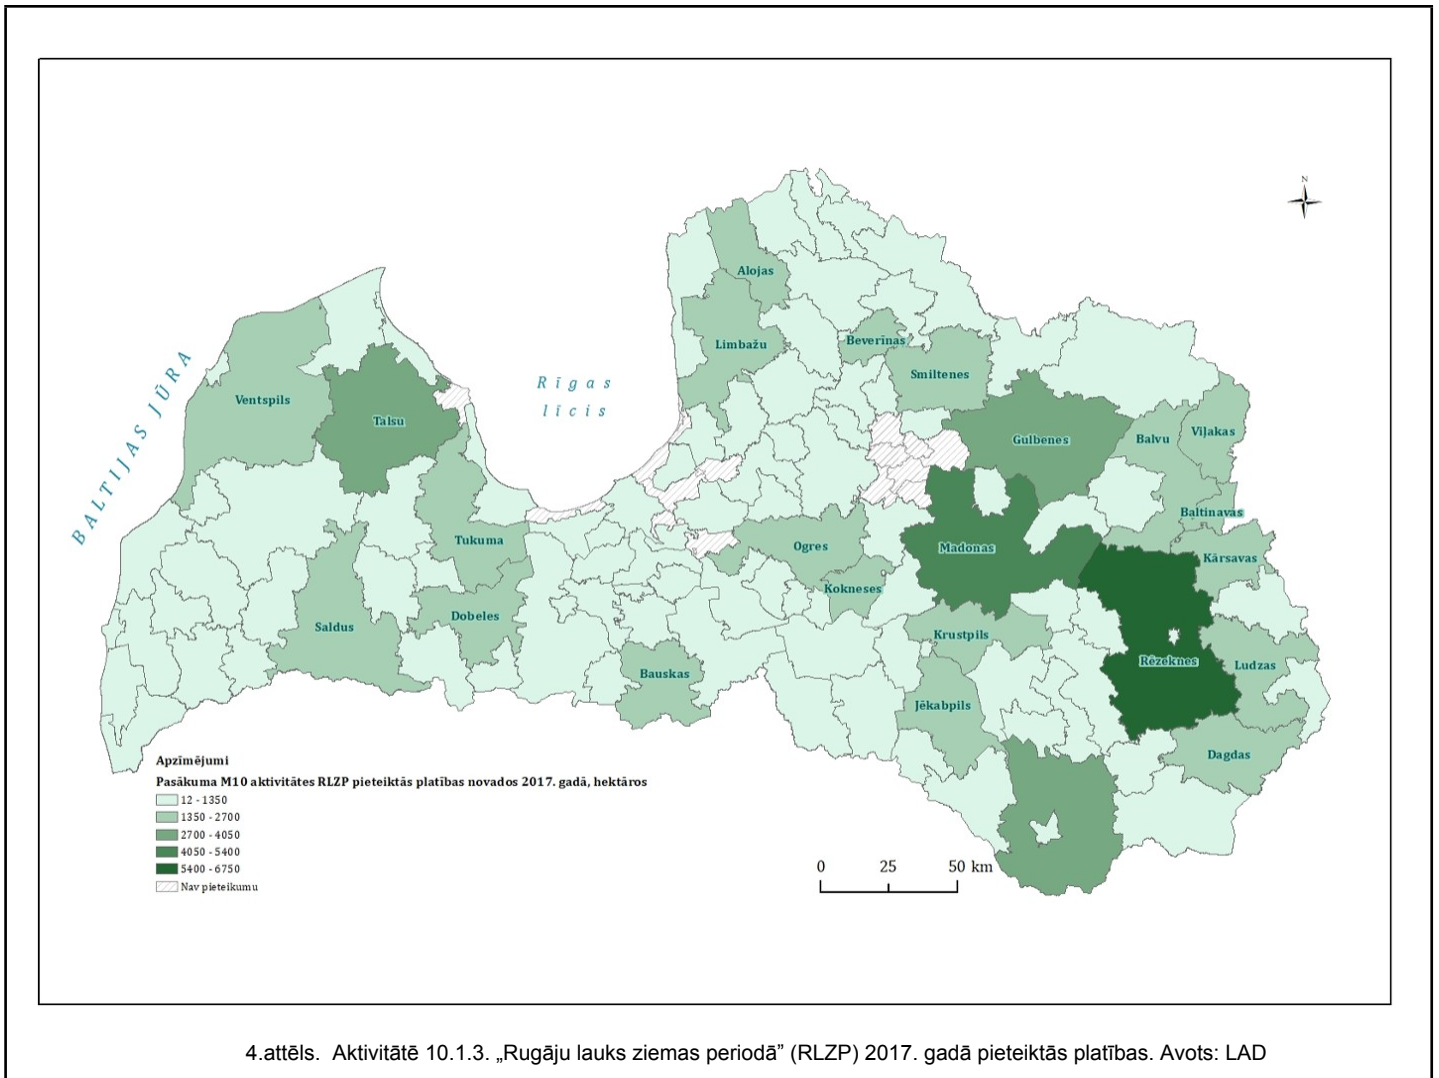 N
Alojas
Limbažu
Beverīnas
Smiltenes
Rīgas
līcis
BALTIJAS JŪRA
Ventspils
Talsu
Gulbenes
Balvu
Viļakas
Baltinavas
Tukuma
Ogres
Madonas
Kārsavas
Kokneses
Dobeles
Saldus
Krustpils
Rēzeknes
Ludzas
Bauskas
Jēkabpils
Dagdas
Apzīmējumi
Pasākuma M10 aktivitātes RLZP pieteiktās platības novados 2017. gadā, hektāros
12 - 1350
1350 - 2700
2700 - 4050
4050 - 5400
5400 - 6750
Nav pieteikumu
0 25 50 km
4.attēls. Aktivitātē 10.1.3. „Rugāju lauks ziemas periodā” (RLZP) 2017. gadā pieteiktās platības. Avots: LAD